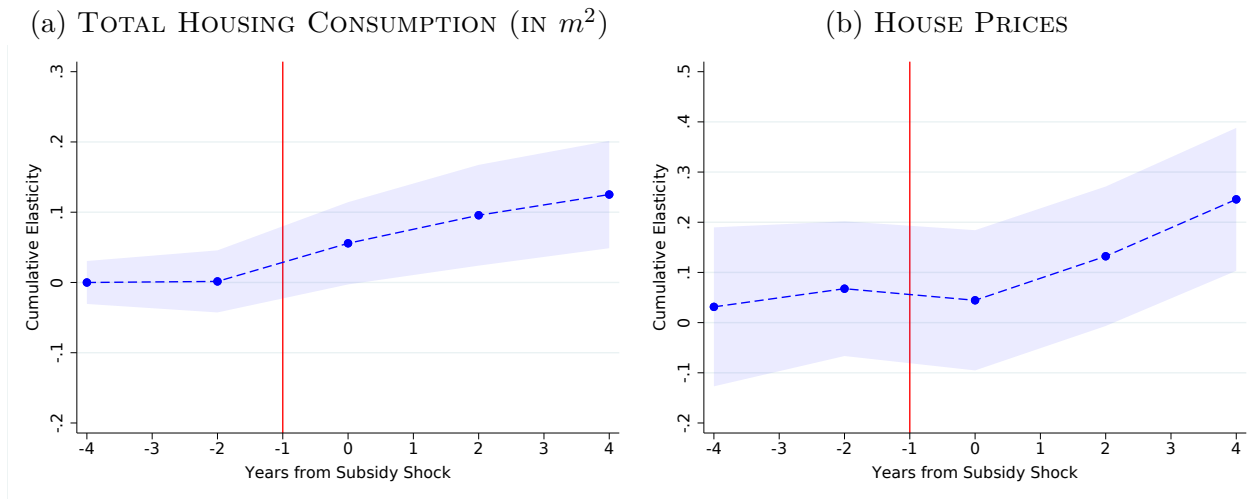 (a) Total Housing Consumption (in m²)
.3
.2
.1
0
-.1
-.2
Cumulative Elasticity
-4 -3 -2 -1 0 1 2 3 4
Years from Subsidy Shock
(b) House Prices
.5
.4
.3
.2
.1
0
-.1
-.2
Cumulative Elasticity
-4 -3 -2 -1 0 1 2 3 4
Years from Subsidy Shock